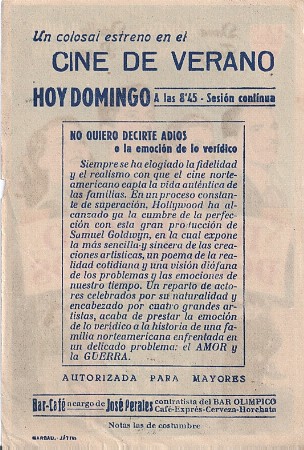 Un colosal estreno en el
CINE DE VERANO
HOY DOMINGO A las 8'45 - Sesión continua
NO QUIERO DECIRTE ADIOS
o la emoción de lo verídico
Siempre se ha elogiado la fidelidad
y el realismo con que el cine norte-
americano capta la vida auténtica de
las familias. En un proceso constan-
te de superación, Hollywood ha al-
canzado ya la cumbre de la perfec-
ción con esta gran producción de
Samuel Goldwyn, en la cual expone
la más sencilla y sincera de las crea-
ciones artísticas, un poema de la rea-
lidad cotidiana y una visión diáfana
de los problemas y las emociones de
nuestro tiempo. Un reparto de acto-
res celebrados por su naturalidad y
encabezado por cuatro grandes artis-
tas, acaba de prestar la emoción de
lo verídico a la historia de una fa-
milia norteamericana enfrentada en
un delicado problema: el AMOR y
la GUERRA.
AUTORIZADA PARA MAYORES
Bar-Café a cargo de José Perales contratista del BAR OLIMPICO
Café-Exprés-Cerveza-Horchata
Notas las de costumbre
JÁTIVA